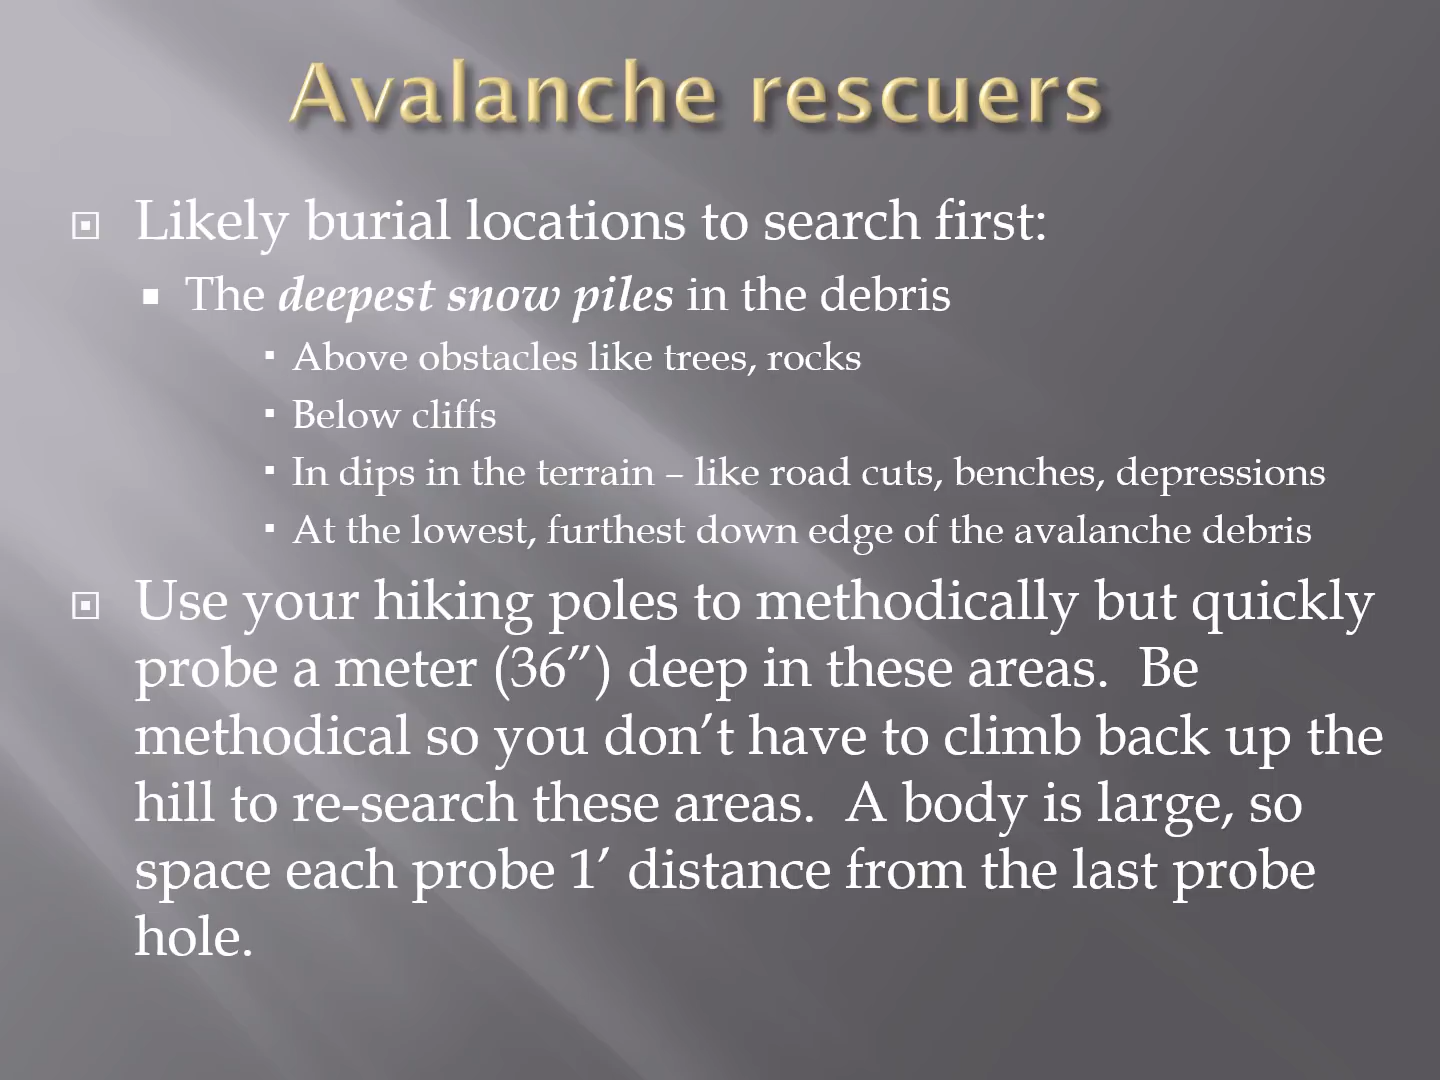 Avalanche rescuers
Likely burial locations to search first:
The deepest snow piles in the debris
Above obstacles like trees, rocks
Below cliffs
In dips in the terrain – like road cuts, benches, depressions
At the lowest, furthest down edge of the avalanche debris
Use your hiking poles to methodically but quickly
probe a meter (36”) deep in these areas.  Be
methodical so you don’t have to climb back up the
hill to re-search these areas.  A body is large, so
space each probe 1’ distance from the last probe
hole.